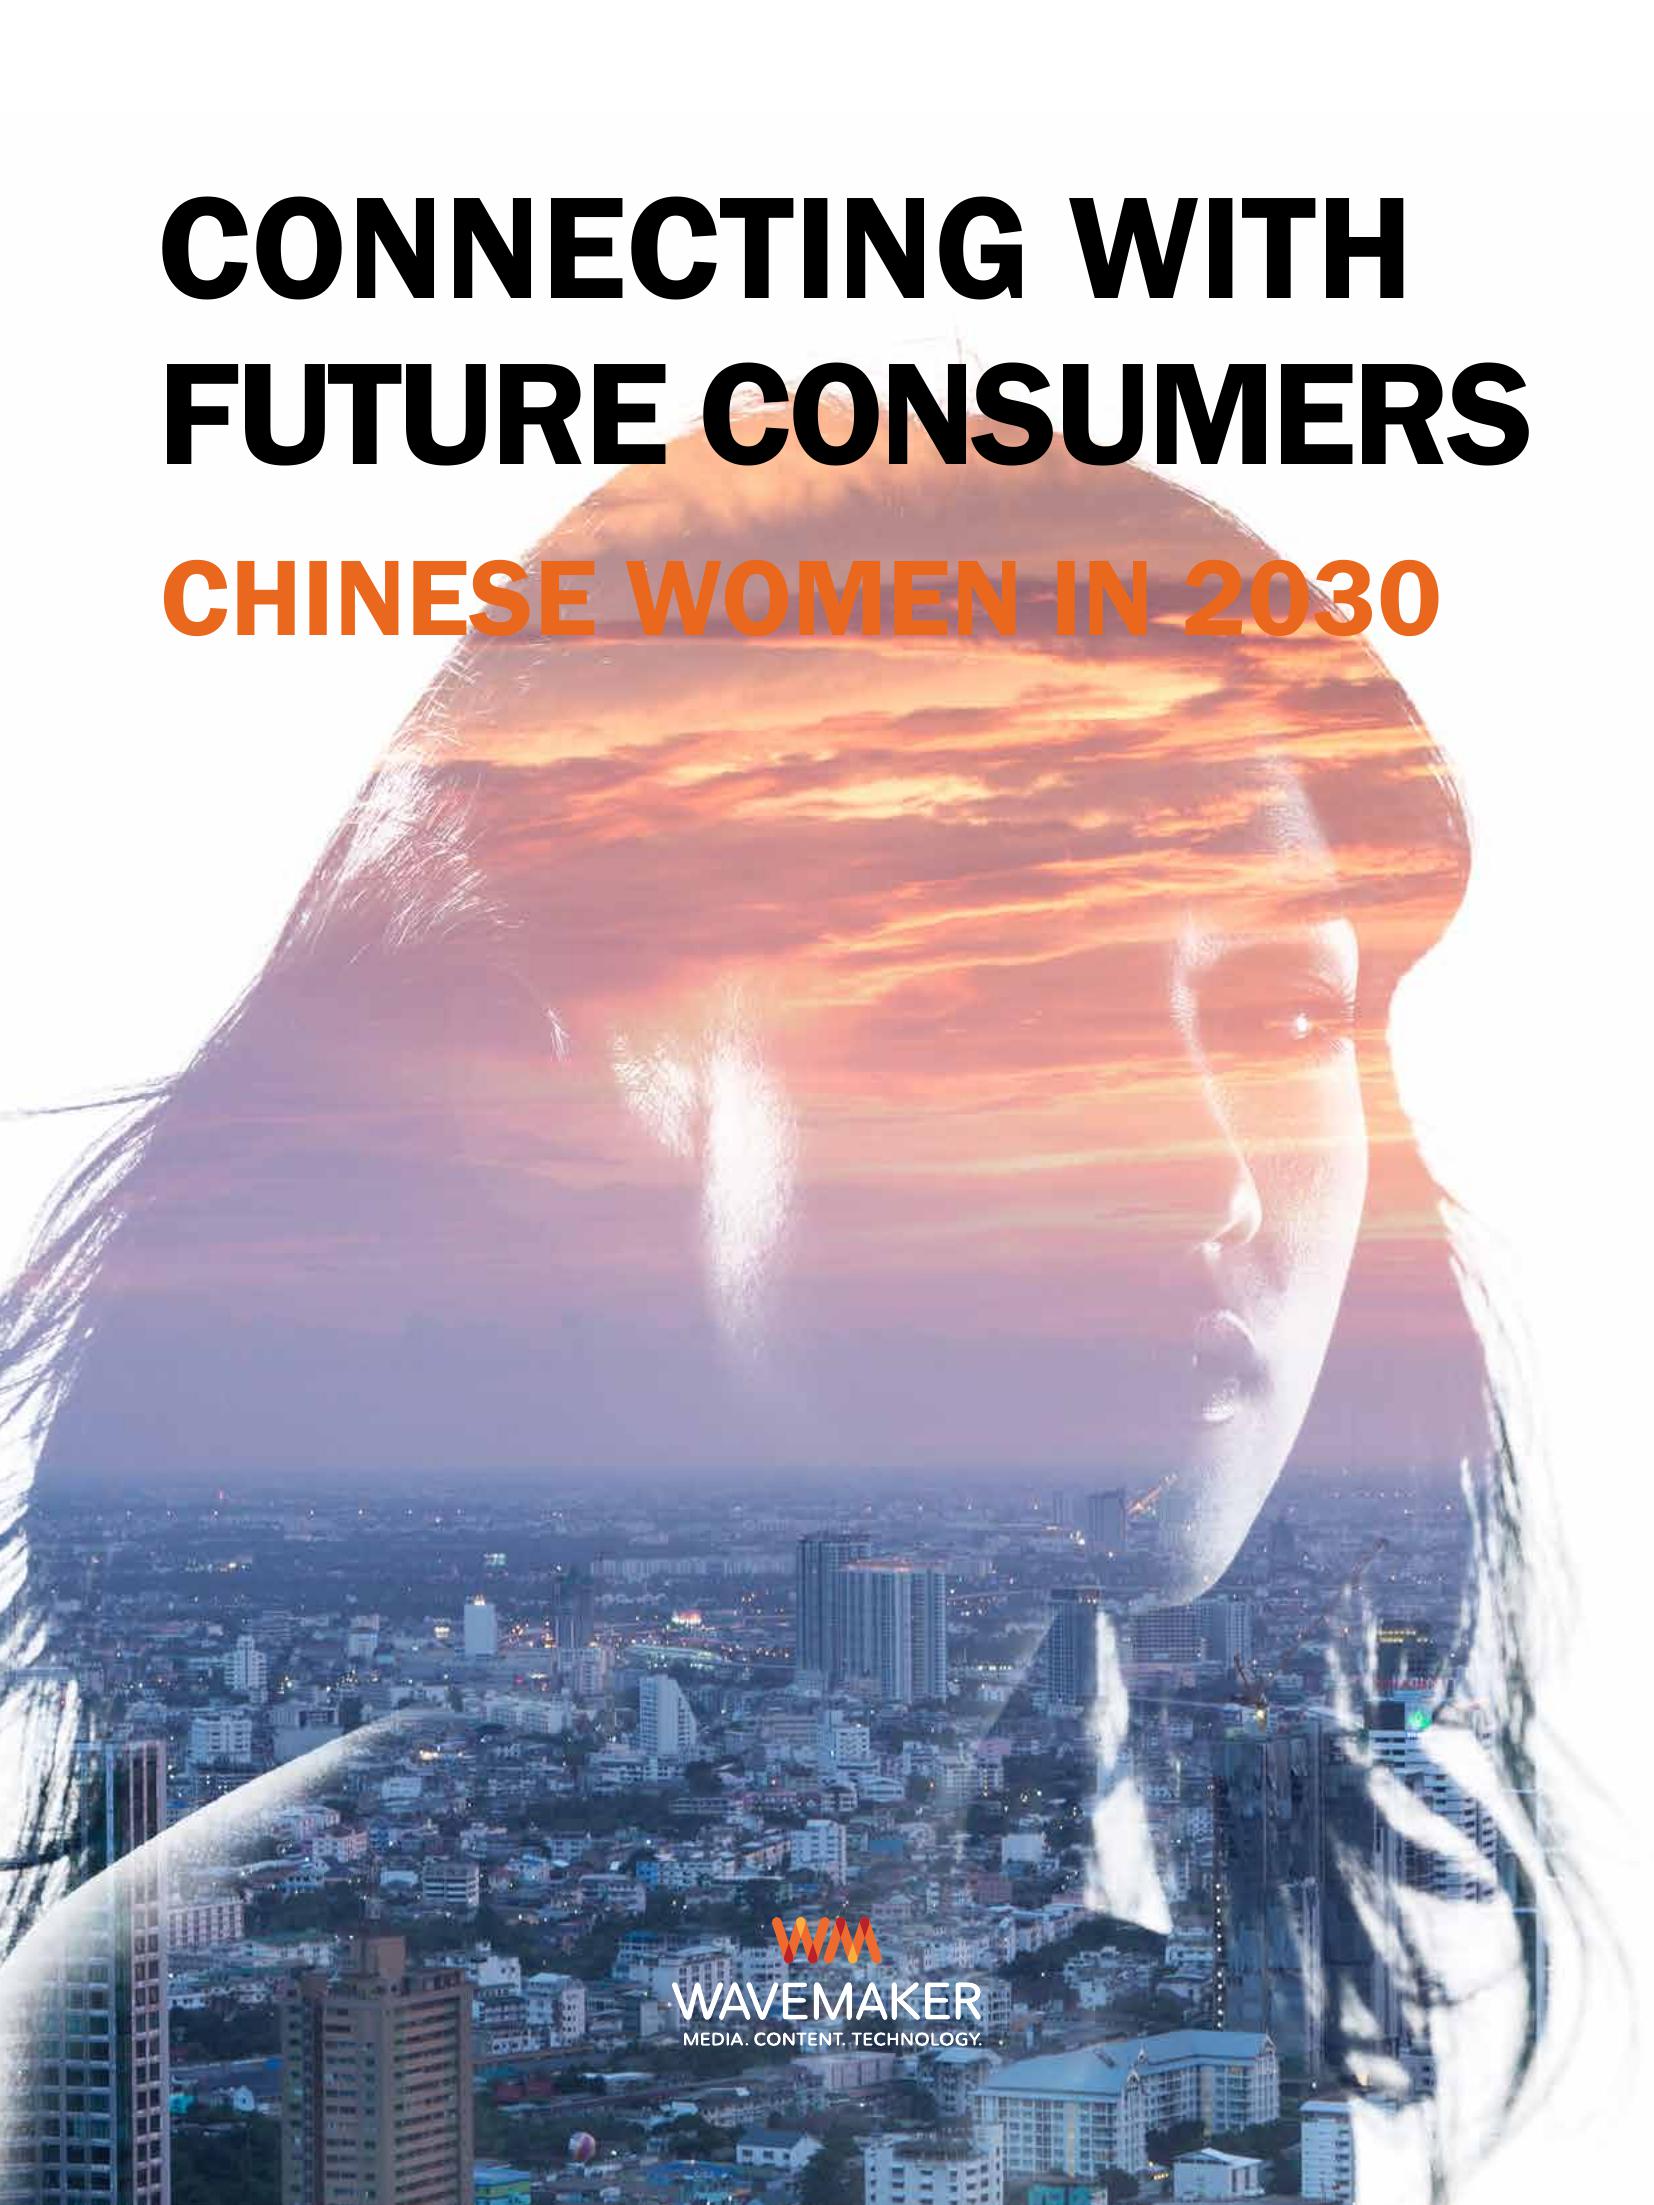 CONNECTING WITH
FUTURE CONSUMERS
CHINESE WOMEN IN 2030
WM
WAVEMAKER
MEDIA. CONTENT. TECHNOLOGY.